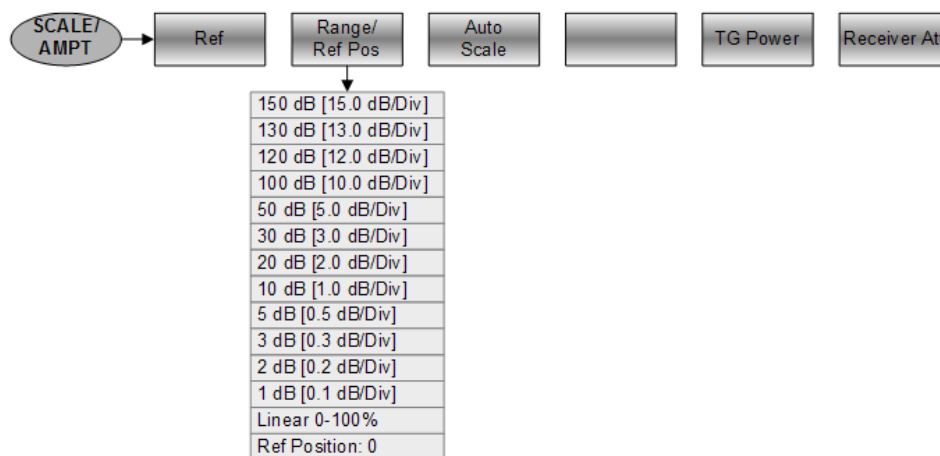 SCALE/
AMPT
Ref
Range/
Ref Pos
Auto
Scale
TG Power
Receiver Att
150 dB [15.0 dB/Div]
130 dB [13.0 dB/Div]
120 dB [12.0 dB/Div]
100 dB [10.0 dB/Div]
50 dB [5.0 dB/Div]
30 dB [3.0 dB/Div]
20 dB [2.0 dB/Div]
10 dB [1.0 dB/Div]
5 dB [0.5 dB/Div]
3 dB [0.3 dB/Div]
2 dB [0.2 dB/Div]
1 dB [0.1 dB/Div]
Linear 0-100%
Ref Position: 0